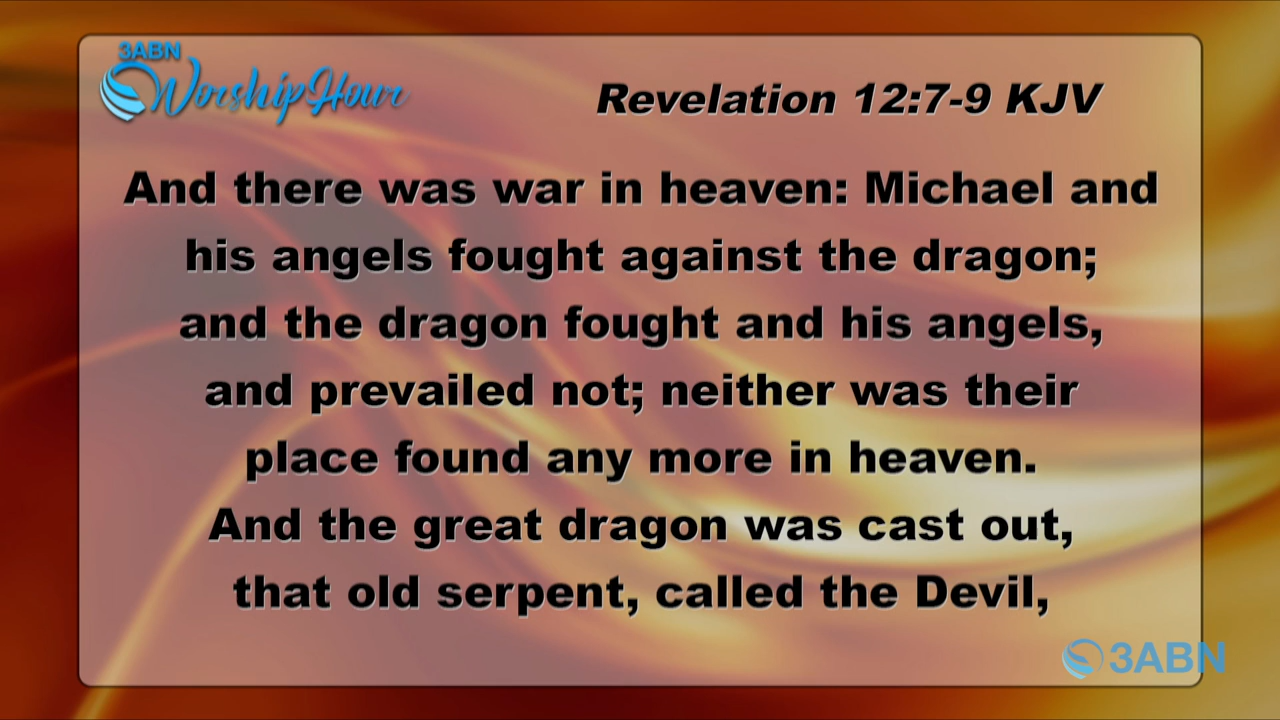 3ABN
Worship Hour
Revelation 12:7-9 KJV
And there was war in heaven: Michael and
his angels fought against the dragon;
and the dragon fought and his angels,
and prevailed not; neither was their
place found any more in heaven.
And the great dragon was cast out,
that old serpent, called the Devil,
3ABN